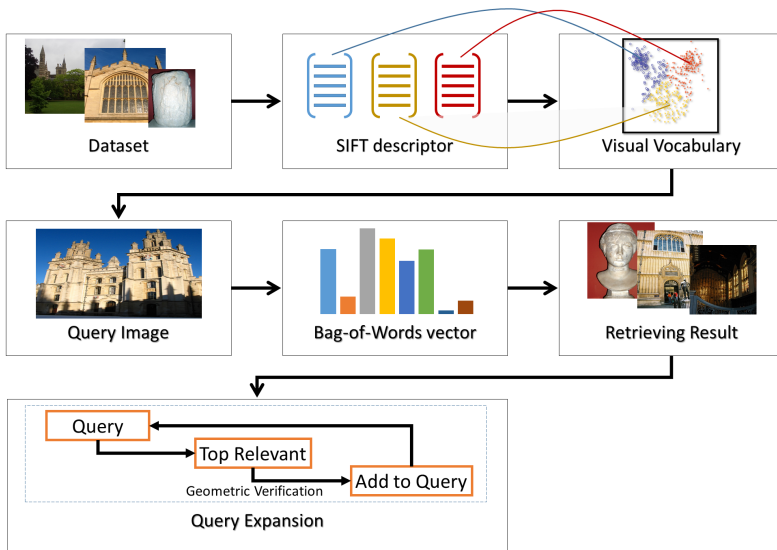 Dataset
SIFT descriptor
Visual Vocabulary
Query Image
Bag-of-Words vector
Retrieving Result
Query
Top Relevant
Geometric Verification
Add to Query
Query Expansion